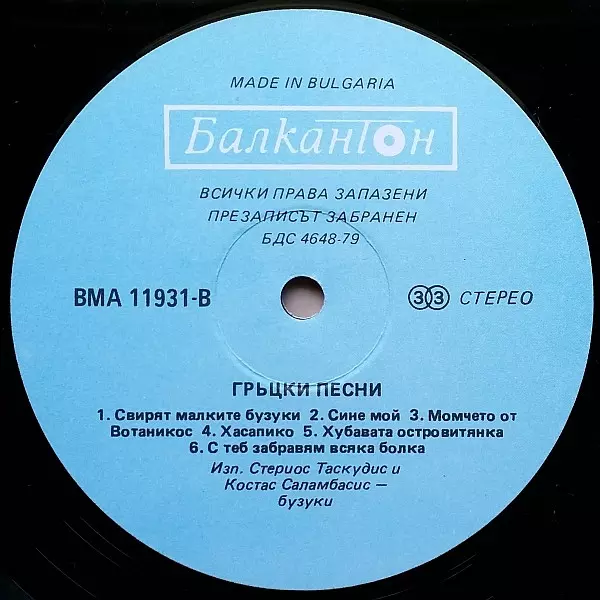 MADE IN BULGARIA
Балкантон
ВСИЧКИ ПРАВА ЗАПАЗЕНИ
ПРЕЗАПИСЪТ ЗАБРАНЕН
БДС 4648-79
ВМА 11931-В
33 СТЕРЕО
ГРЪЦКИ ПЕСНИ
1. Свирят малките бузуки 2. Сине мой 3. Момчето от
Вотаникос 4. Хасапико 5. Хубавата островитянка
6. С теб забравям всяка болка
Изп. Стериос Таскудис и
Костас Саламбасис —
бузуки